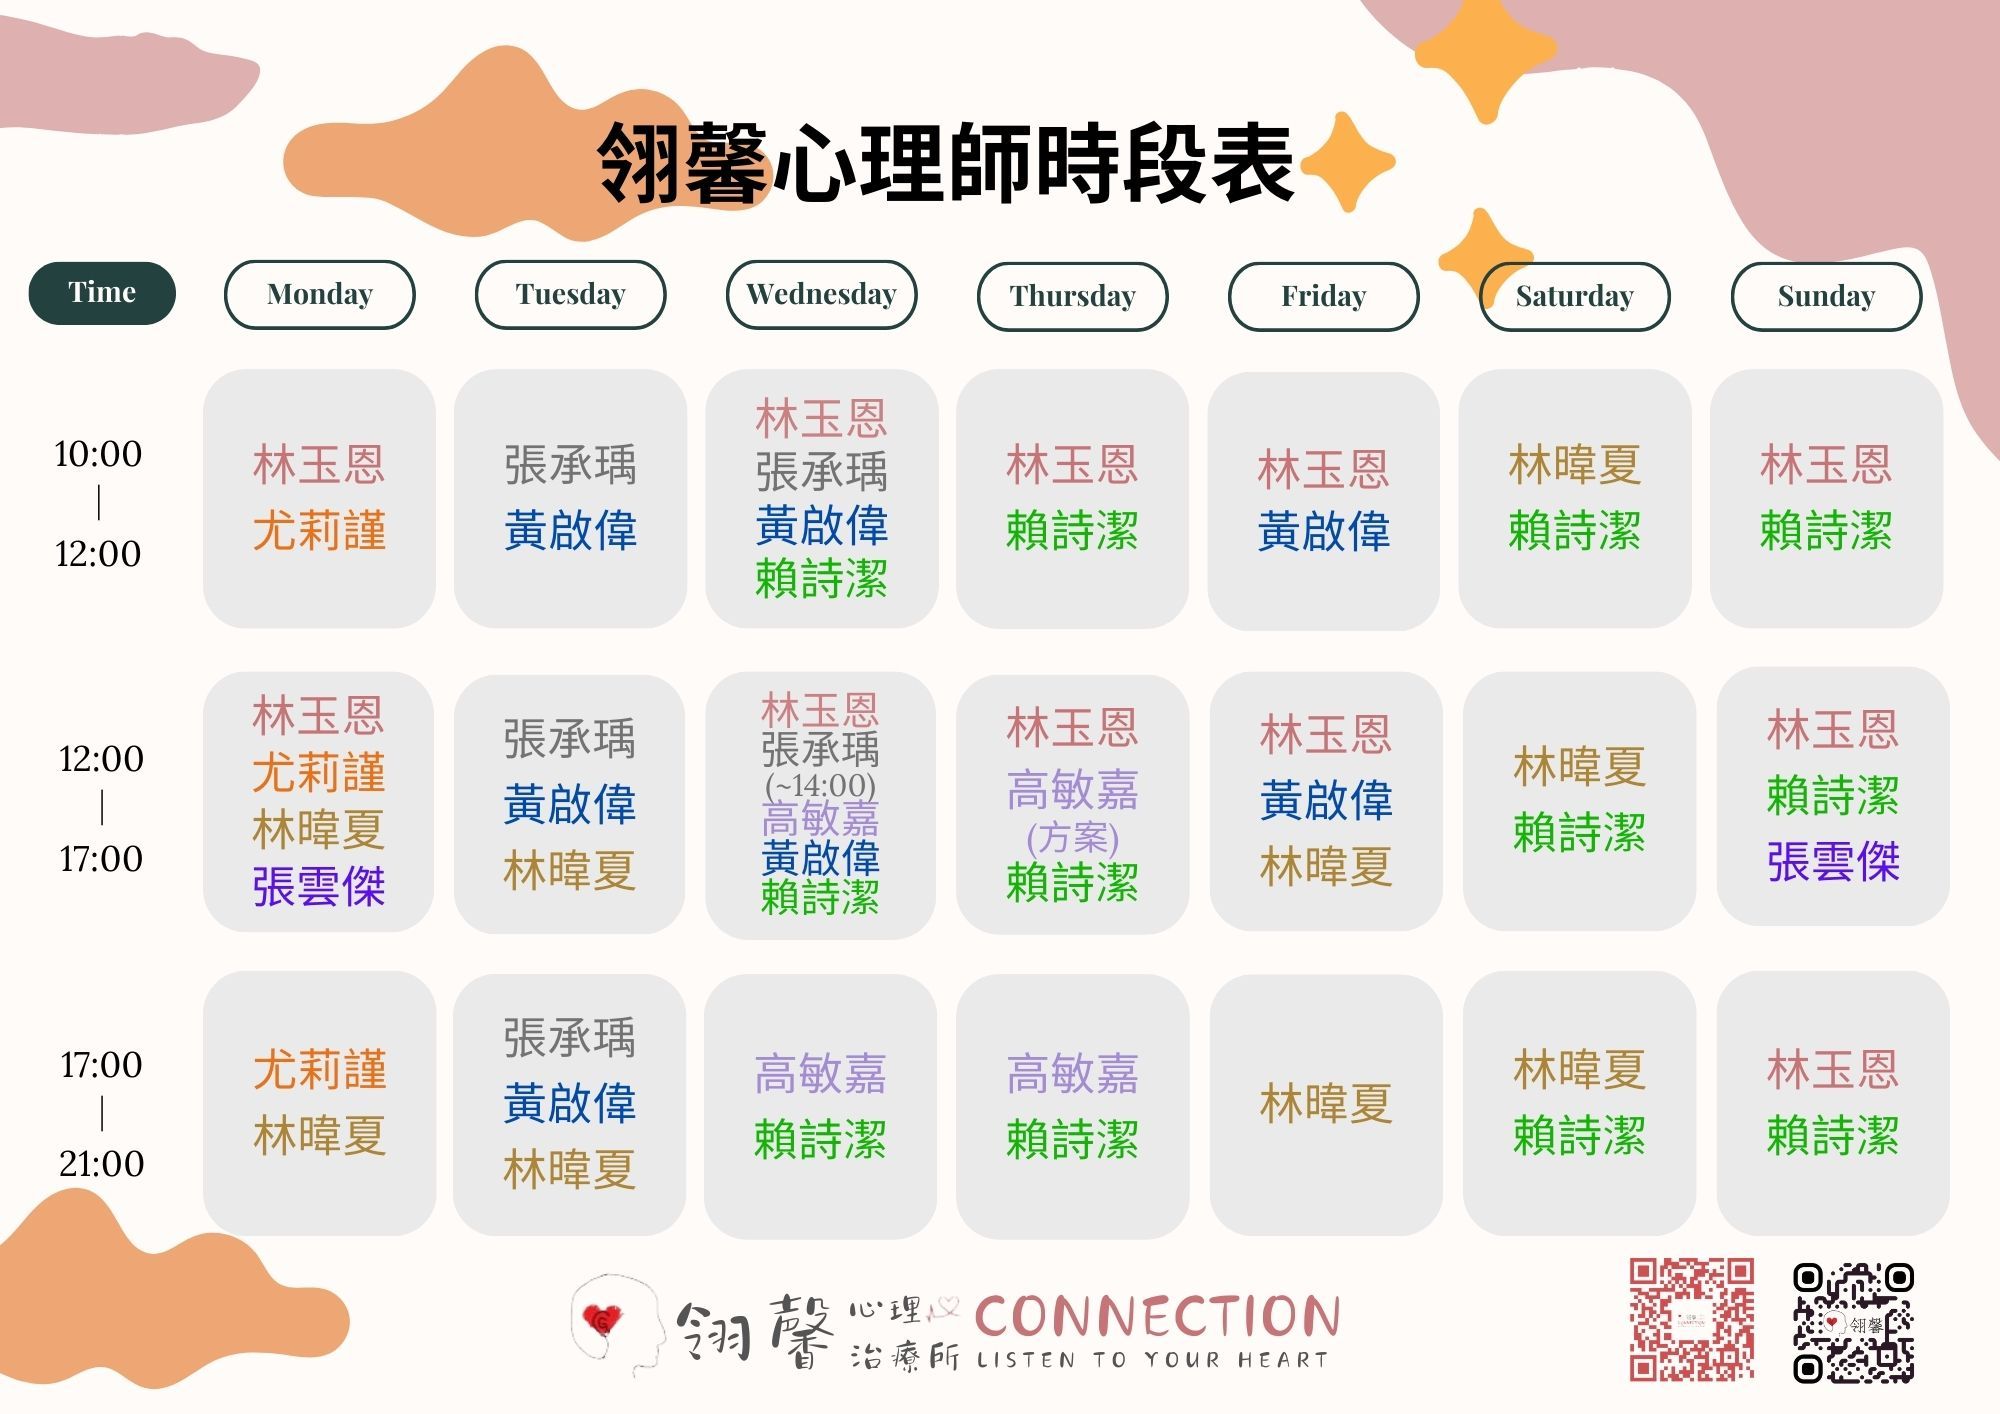 翎馨心理師時段表
Time
Monday
Tuesday
Wednesday
Thursday
Friday
Saturday
Sunday
10:00
|
12:00
林玉恩
尤莉謹
張承瑀
黃啟偉
林玉恩
張承瑀
黃啟偉
賴詩潔
林玉恩
賴詩潔
林玉恩
黃啟偉
林暐夏
賴詩潔
林玉恩
賴詩潔
12:00
|
17:00
林玉恩
尤莉謹
林暐夏
張雲傑
張承瑀
黃啟偉
林暐夏
林玉恩
張承瑀
(~14:00)
高敏嘉
黃啟偉
賴詩潔
林玉恩
高敏嘉
(方案)
賴詩潔
林玉恩
黃啟偉
林暐夏
林暐夏
賴詩潔
林玉恩
賴詩潔
張雲傑
17:00
|
21:00
尤莉謹
林暐夏
張承瑀
黃啟偉
林暐夏
高敏嘉
賴詩潔
高敏嘉
賴詩潔
林暐夏
林暐夏
賴詩潔
林玉恩
賴詩潔
翎馨心理治療所
CONNECTION
LISTEN TO YOUR HEART
翎馨